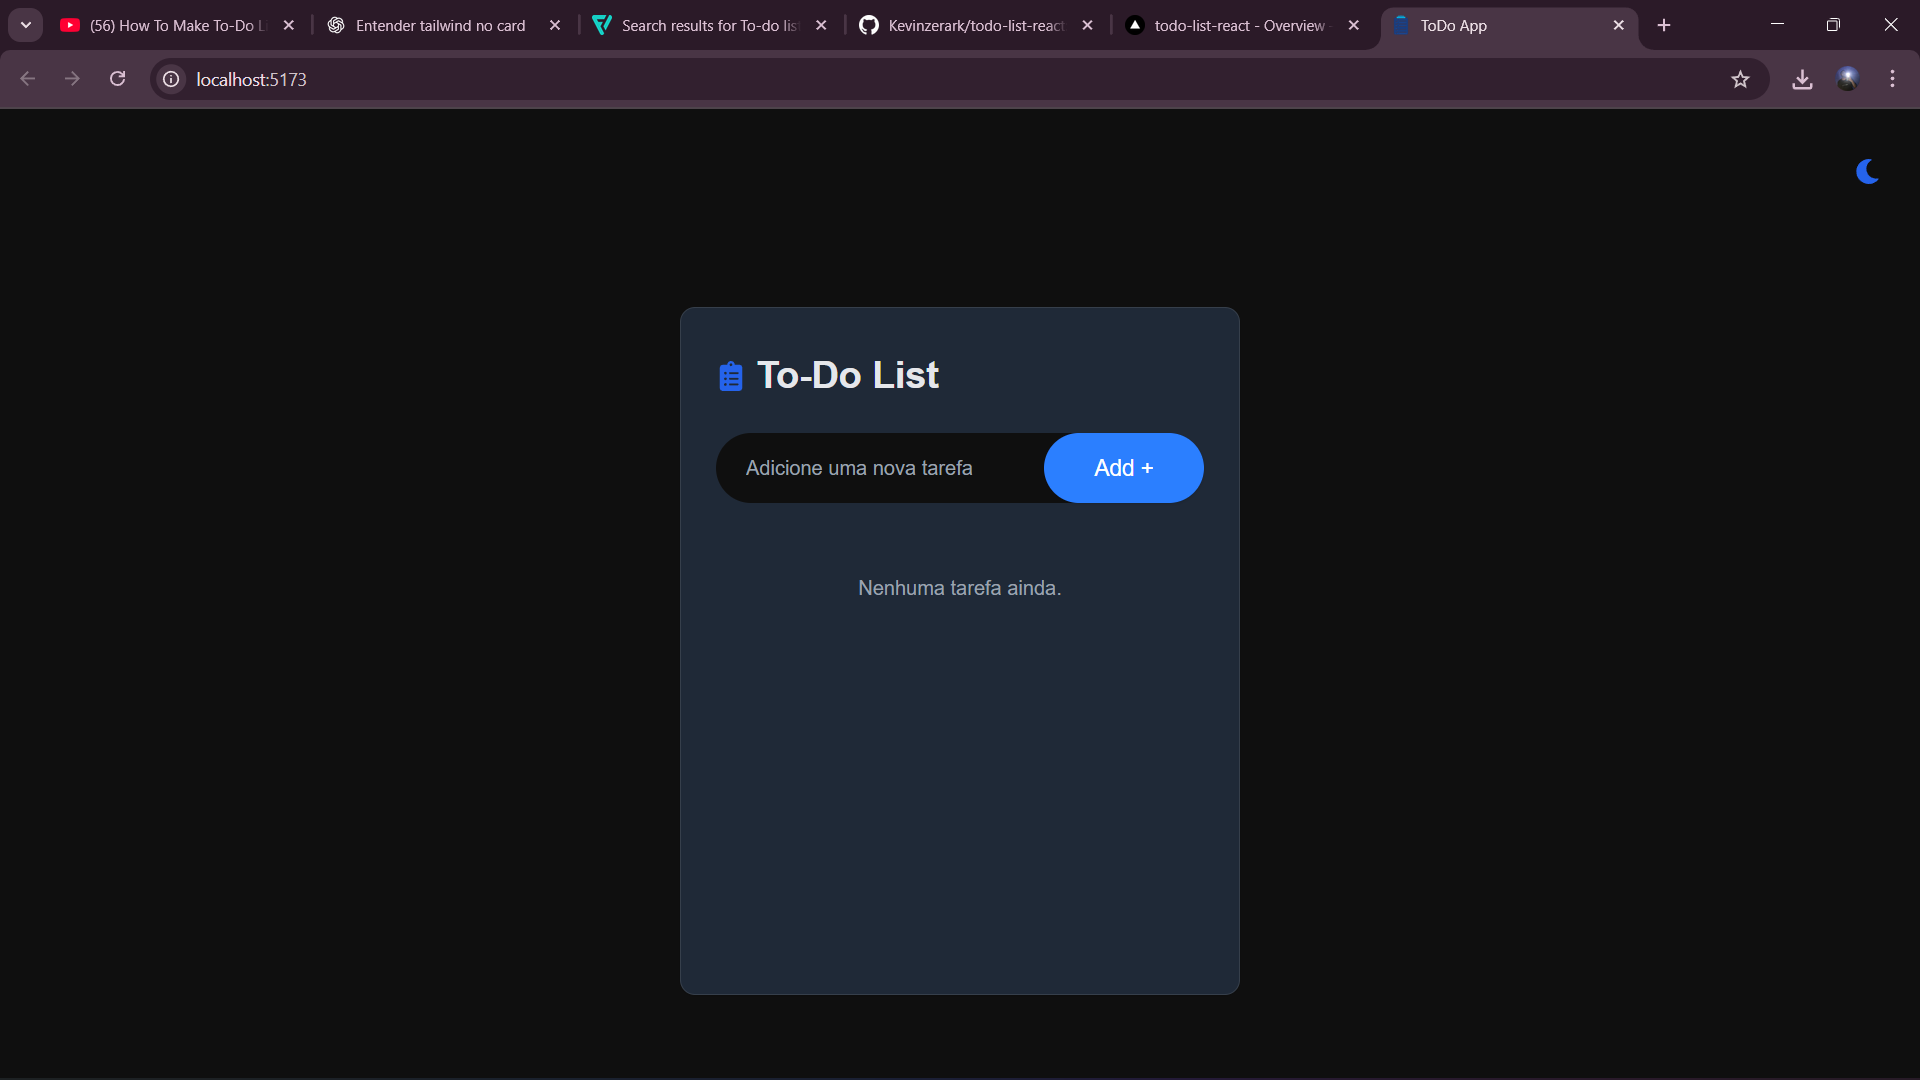 (56) How To Make To-Do Li
Entender tailwind no card
Search results for To-do lis
Kevinzerark/todo-list-react
todo-list-react - Overview
ToDo App
localhost:5173
To-Do List
Adicione uma nova tarefa
Add +
Nenhuma tarefa ainda.